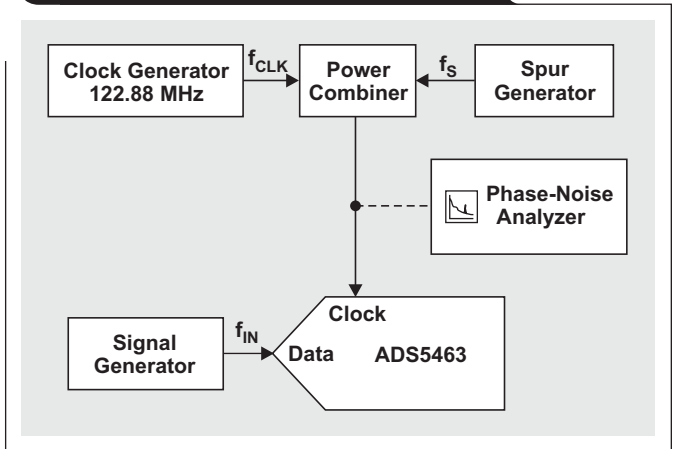 Clock Generator
122.88 MHz
fCLK
Power
Combiner
fS
Spur
Generator
Phase-Noise
Analyzer
Signal
Generator
fIN
Clock
Data
ADS5463